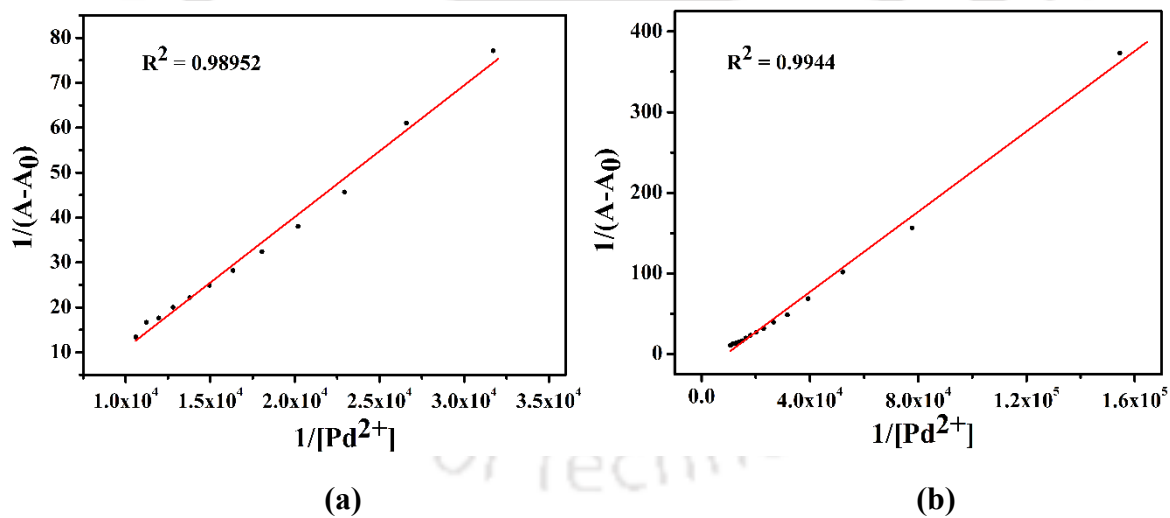 R² = 0.98952
1/(A-A₀)
80
70
60
50
40
30
20
10
1.0x10⁴ 1.5x10⁴ 2.0x10⁴ 2.5x10⁴ 3.0x10⁴ 3.5x10⁴
1/[Pd²⁺]
(a)
R² = 0.9944
1/(A-A₀)
400
300
200
100
0
0.0 4.0x10⁴ 8.0x10⁴ 1.2x10⁵ 1.6x10⁵
1/[Pd²⁺]
(b)
of Techn